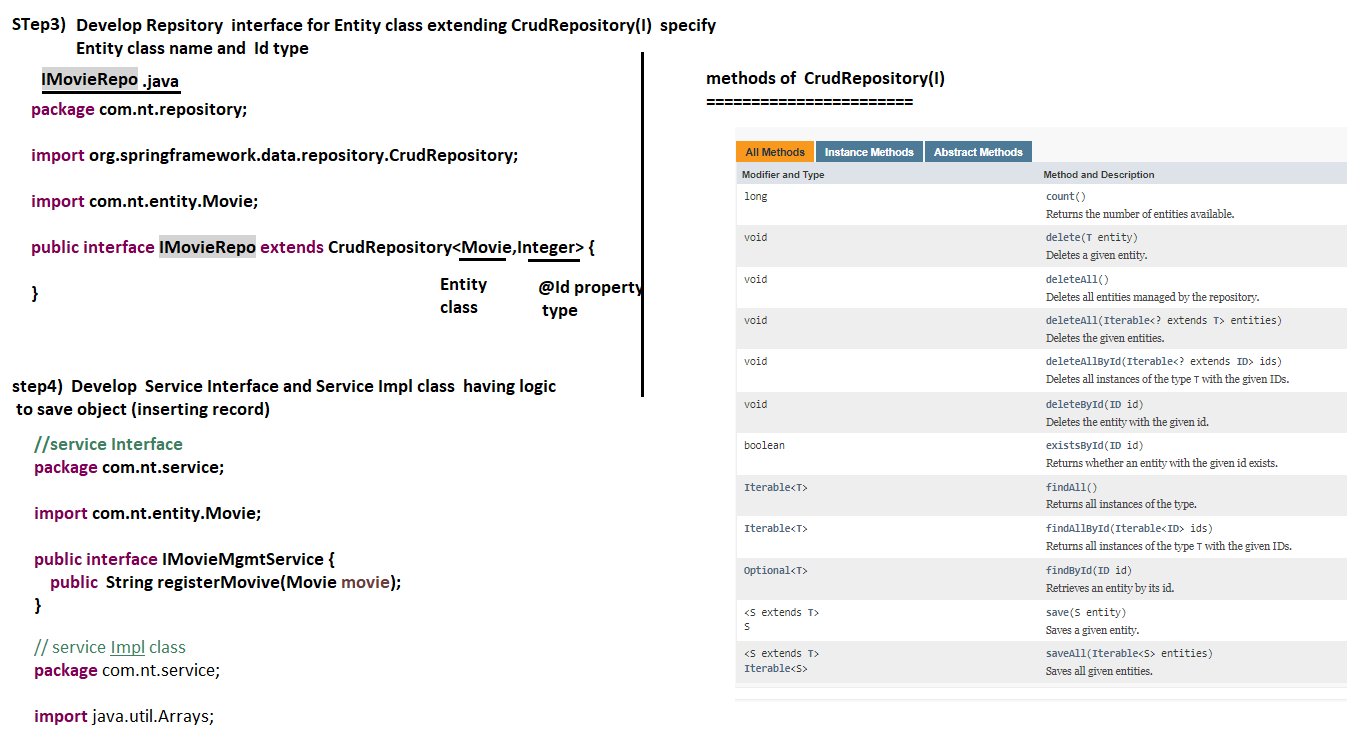 STep3) Develop Repsitory interface for Entity class extending CrudRepository(I) specify
Entity class name and Id type
IMovieRepo .java
package com.nt.repository;
import org.springframework.data.repository.CrudRepository;
import com.nt.entity.Movie;
public interface IMovieRepo extends CrudRepository<Movie,Integer> {
Entity
class
@Id property
type
}
step4) Develop Service Interface and Service Impl class having logic
to save object (inserting record)
//service Interface
package com.nt.service;
import com.nt.entity.Movie;
public interface IMovieMgmtService {
public String registerMovive(Movie movie);
}
// service Impl class
package com.nt.service;
import java.util.Arrays;
methods of CrudRepository(I)
=======================
All Methods Instance Methods Abstract Methods
Modifier and Type Method and Description
long count()
Returns the number of entities available.
void delete(T entity)
Deletes a given entity.
void deleteAll()
Deletes all entities managed by the repository.
void deleteAll(Iterable<? extends T> entities)
Deletes the given entities.
void deleteAllById(Iterable<? extends ID> ids)
Deletes all instances of the type T with the given IDs.
void deleteById(ID id)
Deletes the entity with the given id.
boolean existsById(ID id)
Returns whether an entity with the given id exists.
Iterable<T> findAll()
Returns all instances of the type.
Iterable<T> findAllById(Iterable<ID> ids)
Returns all instances of the type T with the given IDs.
Optional<T> findById(ID id)
Retrieves an entity by its id.
<S extends T> save(S entity)
S Saves a given entity.
<S extends T> saveAll(Iterable<S> entities)
Iterable<S> Saves all given entities.